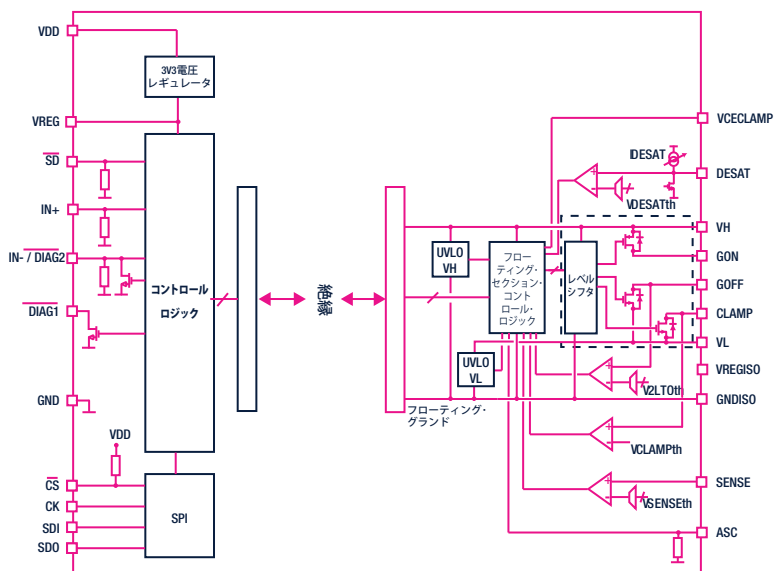 VDD
3V3電圧
レギュレータ
VREG
SD
IN+
IN- / DIAG2
DIAG1
GND
VDD
CS
CK
SDI
SDO
コントロール
ロジック
SPI
絶縁
フローティング・
グランド
UVLO
VH
UVLO
VL
フロー
ティング・
セクション・
コント
ロール・
ロジック
レベル
シフタ
IDESAT
VDESATth
V2LTOth
VCLAMPth
VSENSEth
VCECLAMP
DESAT
VH
GON
GOFF
CLAMP
VL
VREGISO
GNDISO
SENSE
ASC